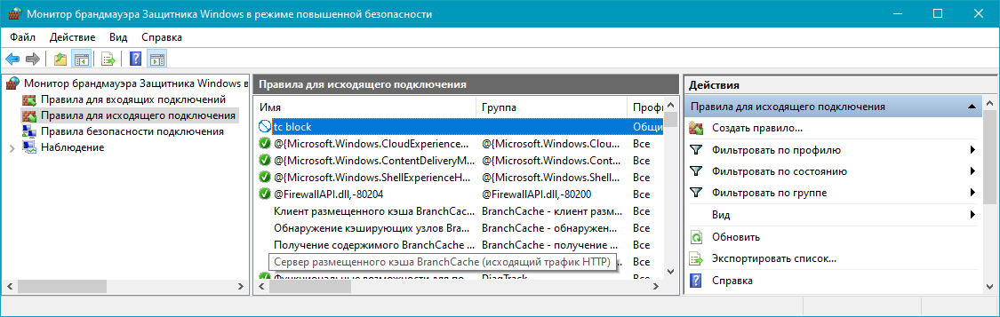 Монитор брандмауэра Защитника Windows в режиме повышенной безопасности
Файл Действие Вид Справка
Монитор брандмауэра Защитника Windows в
Правила для входящих подключений
Правила для исходящего подключения
Правила безопасности подключения
Наблюдение
Правила для исходящего подключения
Имя Группа Профи
tc block Общи
@{Microsoft.Windows.CloudExperience... @{Microsoft.Windows.Clou... Все
@{Microsoft.Windows.ContentDeliveryM... @{Microsoft.Windows.Cont... Все
@{Microsoft.Windows.ShellExperienceH... @{Microsoft.Windows.Shell... Все
@FirewallAPI.dll,-80204 @FirewallAPI.dll,-80200 Все
Клиент размещенного кэша BranchCac... BranchCache - клиент разм... Все
Обнаружение кэширующих узлов Bra... BranchCache - обнаружен... Все
Получение содержимого BranchCache BranchCache - получение ... Все
Сервер размещенного кэша BranchCache (исходящий трафик HTTP) Все
Функциональные возможности для по... DiagTrack Все
Действия
Правила для исходящего подключения
Создать правило...
Фильтровать по профилю
Фильтровать по состоянию
Фильтровать по группе
Вид
Обновить
Экспортировать список...
Справка